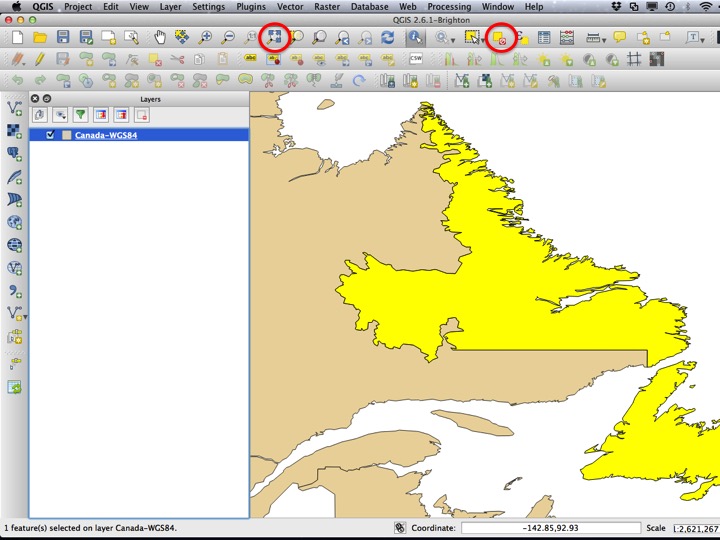 QGIS Project Edit View Layer Settings Plugins Vector Raster Database Web Processing Window Help
QGIS 2.6.1-Brighton
CSW
Layers
Canada-WGS84
1 feature(s) selected on layer Canada-WGS84.
Coordinate: -142.85,92.93 Scale 1:2,621,267